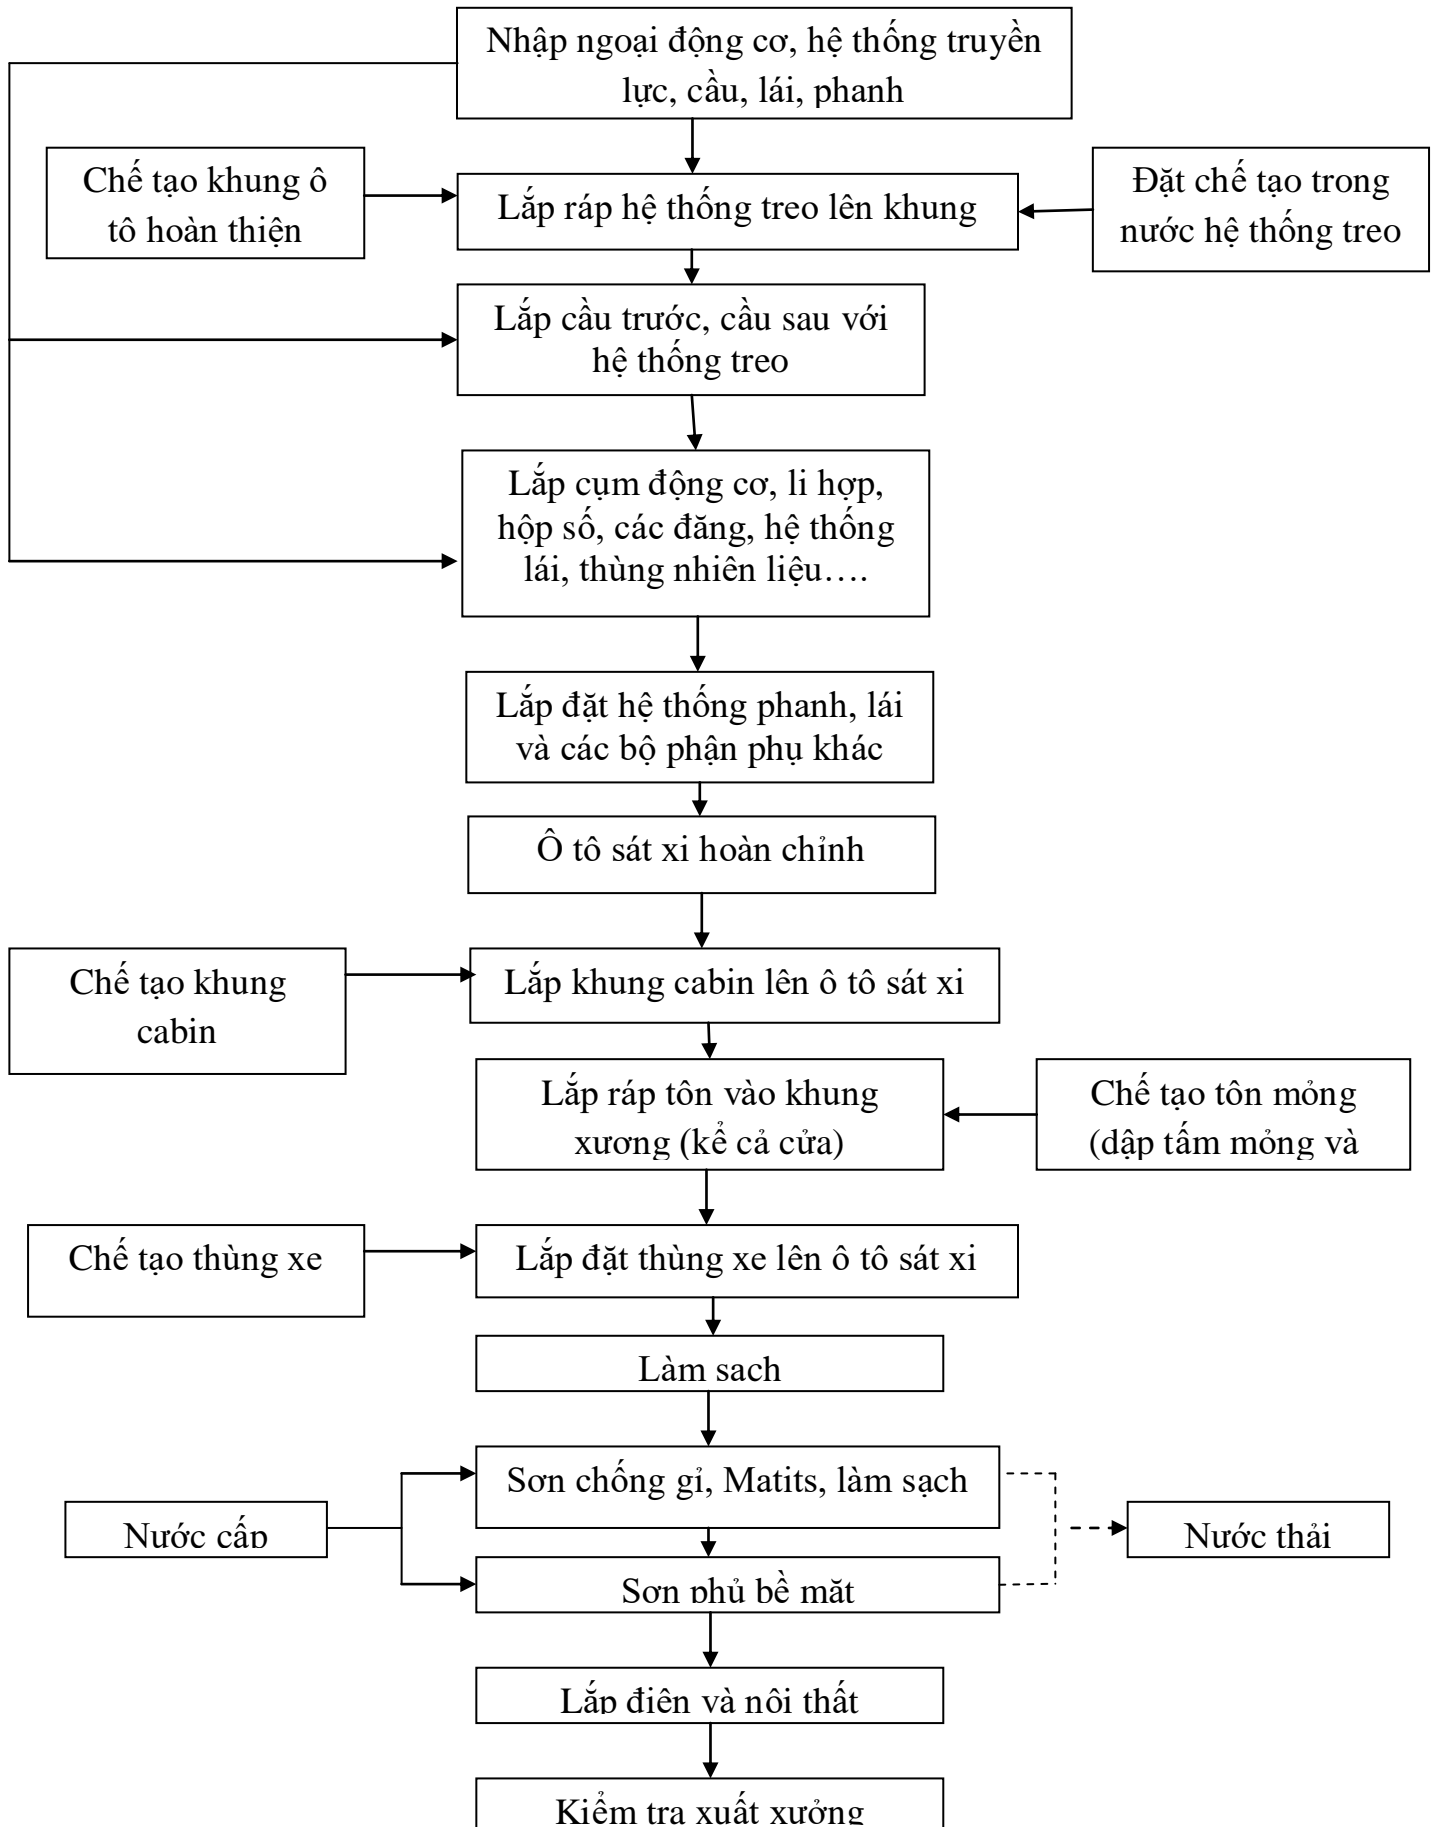 Nhập ngoại động cơ, hệ thống truyền
lực, cầu, lái, phanh
Chế tạo khung ô
tô hoàn thiện
Lắp ráp hệ thống treo lên khung
Đặt chế tạo trong
nước hệ thống treo
Lắp cầu trước, cầu sau với
hệ thống treo
Lắp cụm động cơ, li hợp,
hộp số, các đăng, hệ thống
lái, thùng nhiên liệu….
Lắp đặt hệ thống phanh, lái
và các bộ phận phụ khác
Ô tô sát xi hoàn chỉnh
Chế tạo khung
cabin
Lắp khung cabin lên ô tô sát xi
Lắp ráp tôn vào khung
xương (kể cả cửa)
Chế tạo tôn mỏng
(dập tấm mỏng và
Chế tạo thùng xe
Lắp đặt thùng xe lên ô tô sát xi
Làm sạch
Sơn chống gỉ, Matits, làm sạch
Nước cấp
Nước thải
Sơn phủ bề mặt
Lắp điện và nội thất
Kiểm tra xuất xưởng